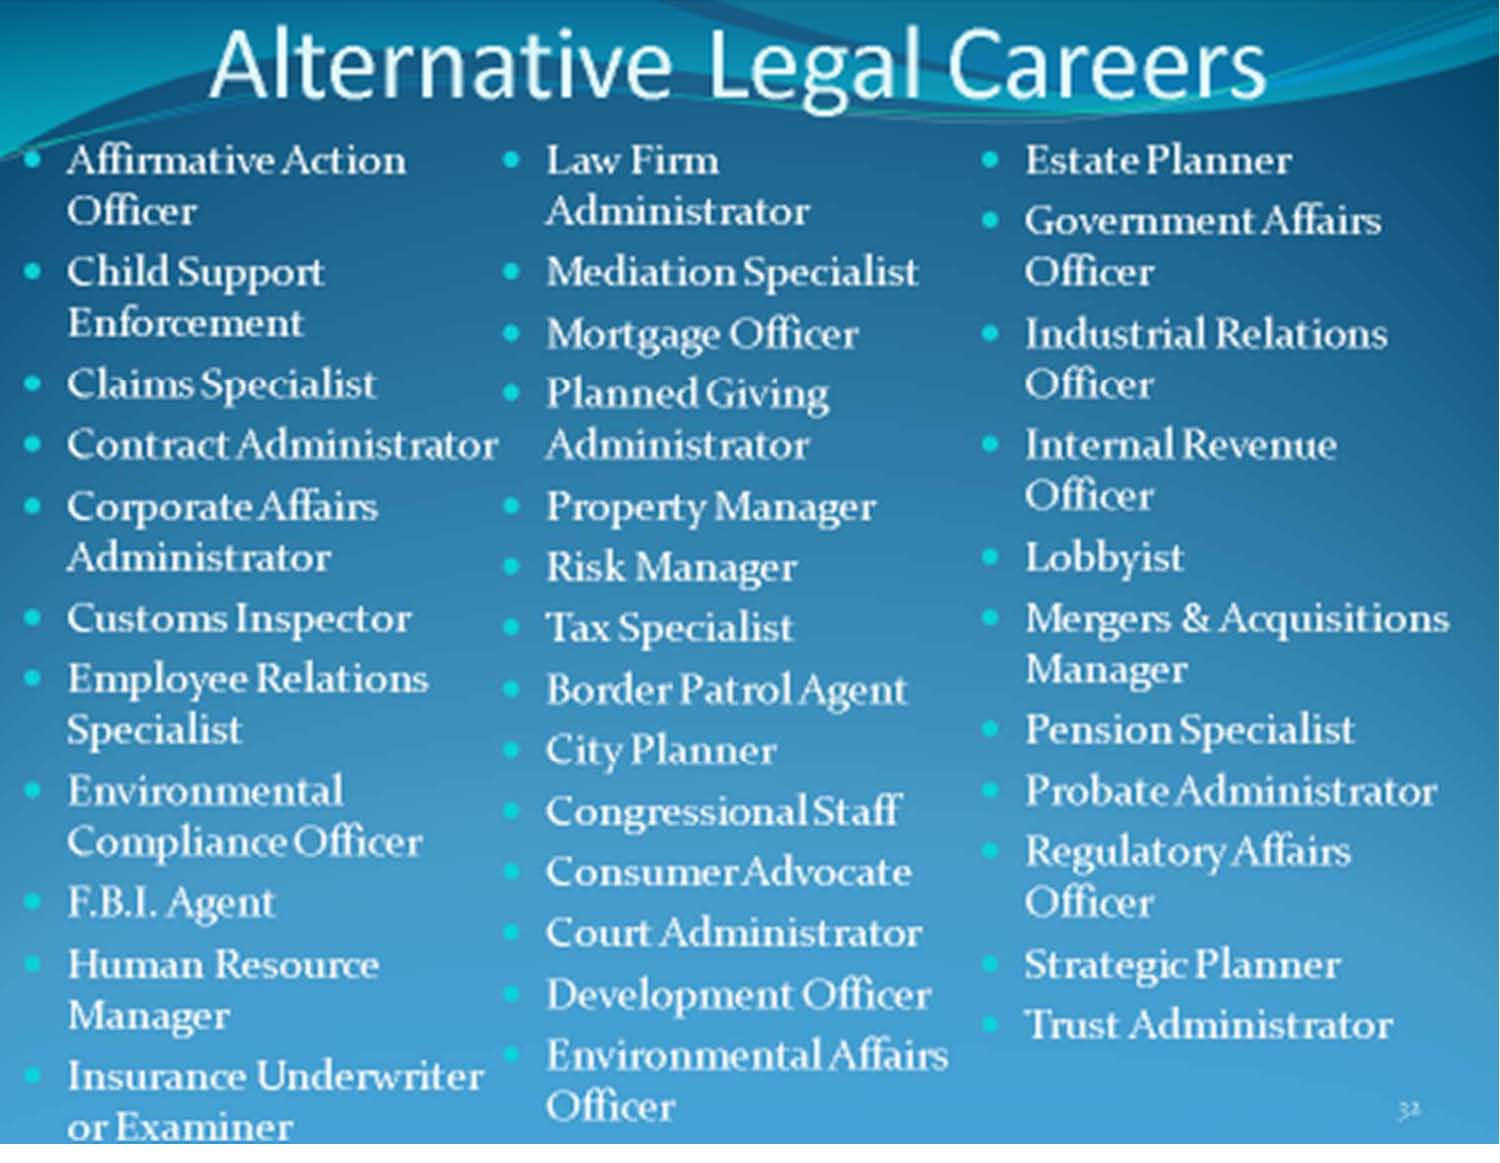 Alternative Legal Careers
Affirmative Action
Officer
Child Support
Enforcement
Claims Specialist
Contract Administrator
Corporate Affairs
Administrator
Customs Inspector
Employee Relations
Specialist
Environmental
Compliance Officer
F.B.I. Agent
Human Resource
Manager
Insurance Underwriter
or Examiner
Law Firm
Administrator
Mediation Specialist
Mortgage Officer
Planned Giving
Administrator
Property Manager
Risk Manager
Tax Specialist
Border Patrol Agent
City Planner
Congressional Staff
Consumer Advocate
Court Administrator
Development Officer
Environmental Affairs
Officer
Estate Planner
Government Affairs
Officer
Industrial Relations
Officer
Internal Revenue
Officer
Lobbyist
Mergers & Acquisitions
Manager
Pension Specialist
Probate Administrator
Regulatory Affairs
Officer
Strategic Planner
Trust Administrator
32